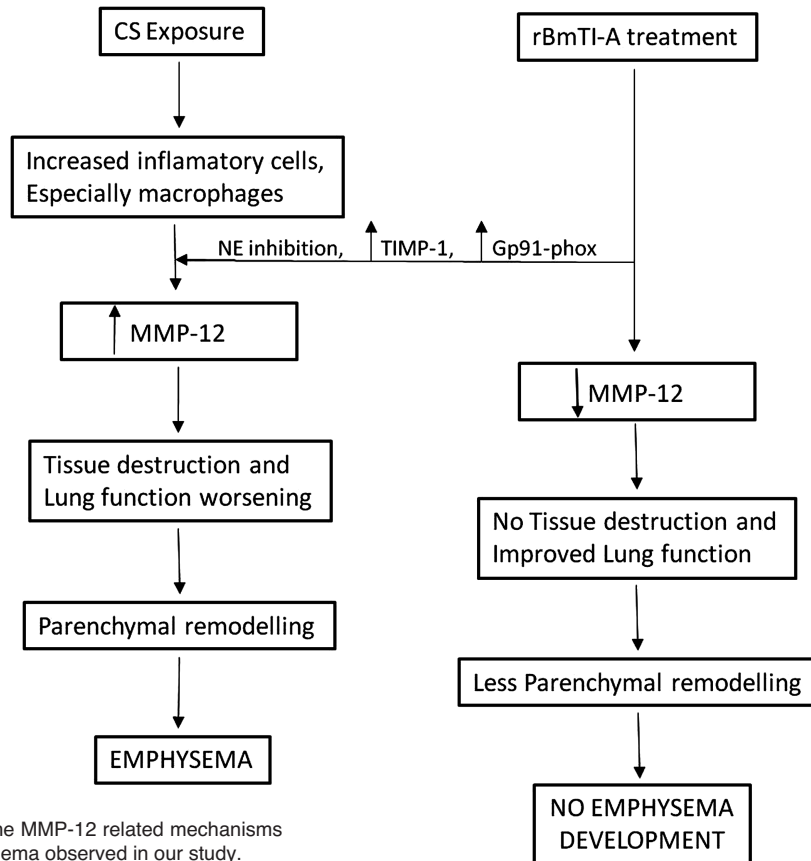 CS Exposure
Increased inflamatory cells,
Especially macrophages
NE inhibition, TIMP-1, Gp91-phox
MMP-12
Tissue destruction and
Lung function worsening
Parenchymal remodelling
EMPHYSEMA
rBmTI-A treatment
MMP-12
No Tissue destruction and
Improved Lung function
Less Parenchymal remodelling
NO EMPHYSEMA
DEVELOPMENT
MMP-12 related mechanisms
observed in our study.